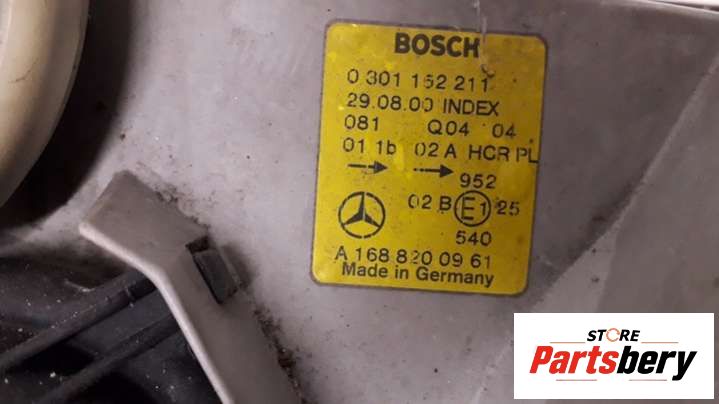 BOSCH
0 301 152 211
29.08.00 INDEX
081 Q04 04
01 1b 02 A HCR PL
952
02 B E1 25
540
A 168 820 09 61
Made in Germany
STORE
Partsbery